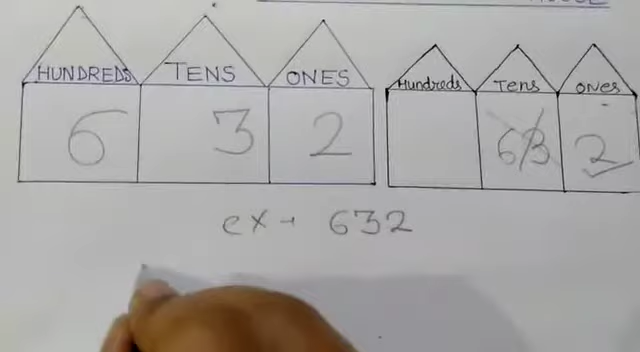 HUNDREDS TENS ONES
Hundreds Tens ONes
6 3 2
63 2
ex → 632